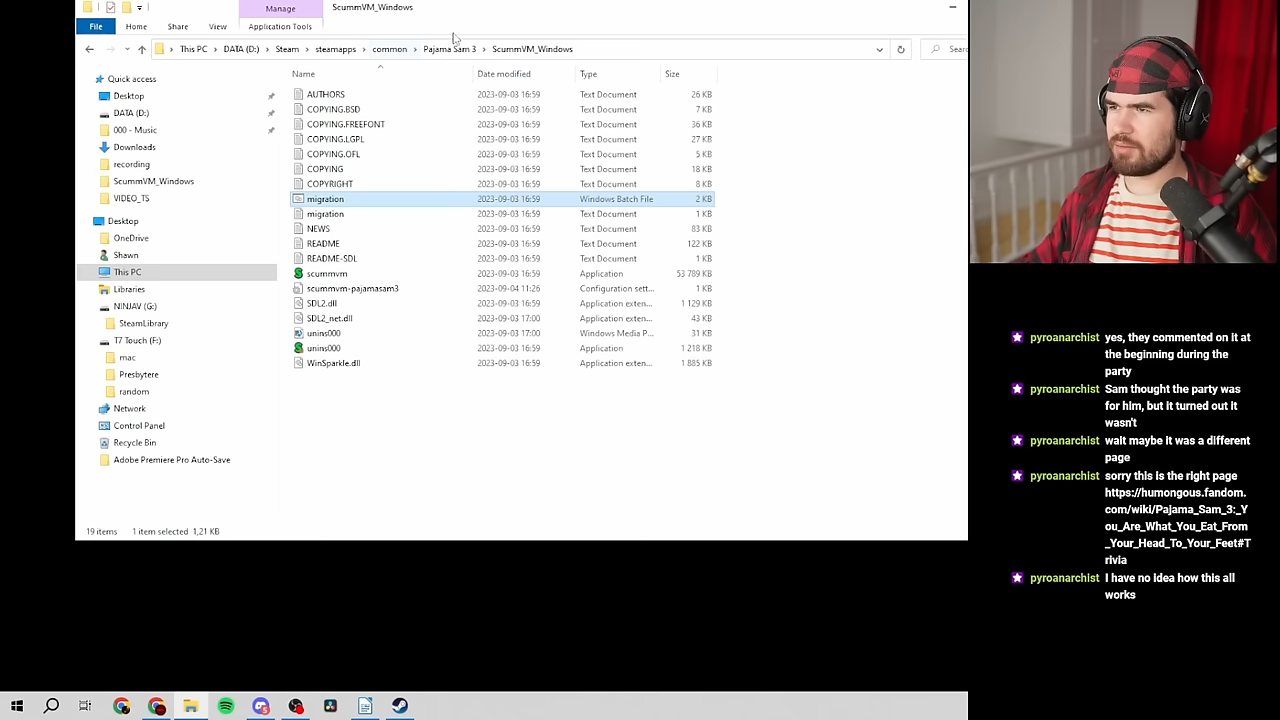 Manage
ScummVM_Windows
File
Home
Share
View
Application Tools
This PC
DATA (D:)
Steam
steamapps
common
Pajama Sam 3
ScummVM_Windows
Name
Date modified
Type
Size
Quick access
Desktop
DATA (D:)
000 - Music
Downloads
recording
ScummVM_Windows
VIDEO_TS
Desktop
OneDrive
Shawn
This PC
Libraries
NINJAV (G:)
SteamLibrary
T7 Touch (F:)
mac
Presbytere
random
Network
Control Panel
Recycle Bin
Adobe Premiere Pro Auto-Save
AUTHORS 2023-09-03 16:59 Text Document 26 KB
COPYING.BSD 2023-09-03 16:59 Text Document 7 KB
COPYING.FREEFONT 2023-09-03 16:59 Text Document 36 KB
COPYING.LGPL 2023-09-03 16:59 Text Document 27 KB
COPYING.OFL 2023-09-03 16:59 Text Document 5 KB
COPYING 2023-09-03 16:59 Text Document 18 KB
COPYRIGHT 2023-09-03 16:59 Text Document 8 KB
migration 2023-09-03 16:59 Windows Batch File 2 KB
migration 2023-09-03 16:59 Text Document 1 KB
NEWS 2023-09-03 16:59 Text Document 83 KB
README 2023-09-03 16:59 Text Document 122 KB
README-SDL 2023-09-03 16:59 Text Document 1 KB
scummvm 2023-09-03 16:59 Application 53 789 KB
scummvm-pajamasam3 2023-09-04 11:26 Configuration sett... 1 KB
SDL2.dll 2023-09-03 16:59 Application exten... 1 129 KB
SDL2_net.dll 2023-09-03 16:59 Application exten... 43 KB
unins000 2023-09-03 17:00 Windows Media P... 31 KB
unins000 2023-09-03 16:59 Application 1 218 KB
WinSparkle.dll 2023-09-03 16:59 Application exten... 1 885 KB
19 items 1 item selected 1,21 KB
pyroanarchist yes, they commented on it at
the beginning during the
party
pyroanarchist Sam thought the party was
for him, but it turned out it
wasn't
pyroanarchist wait maybe it was a different
page
pyroanarchist sorry this is the right page
https://humongous.fandom.
com/wiki/Pajama_Sam_3:_Y
ou_Are_What_You_Eat_From
_Your_Head_To_Your_Feet#T
rivia
pyroanarchist I have no idea how this all
works